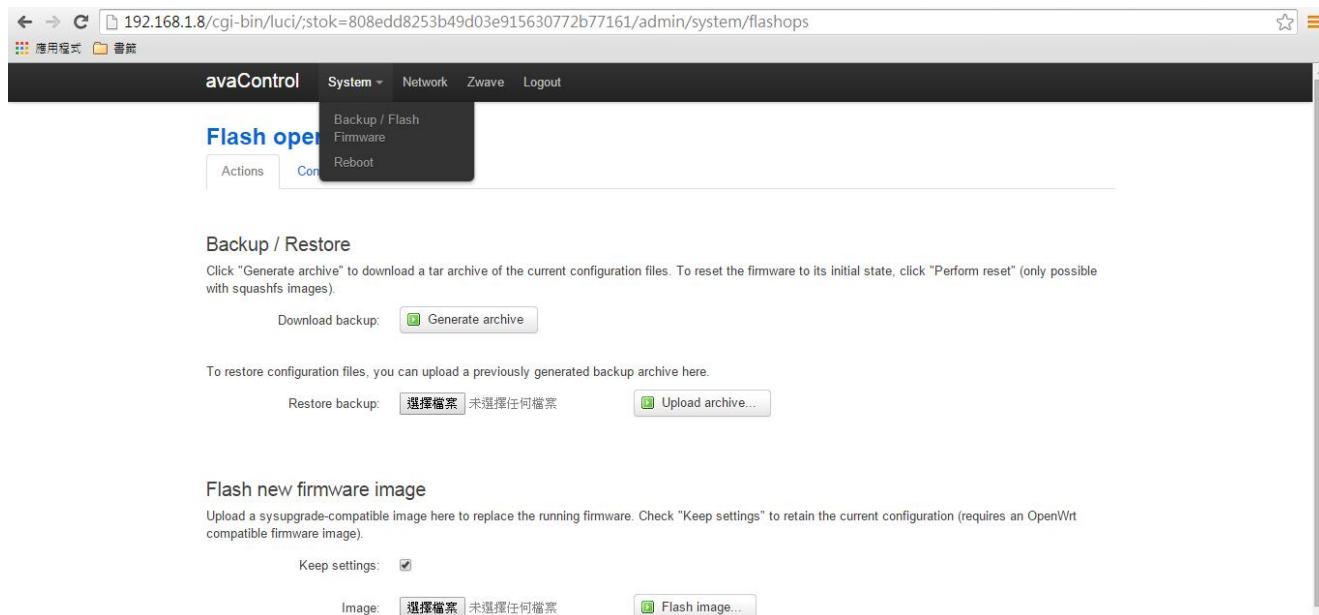 192.168.1.8/cgi-bin/luci/;stok=808edd8253b49d03e915630772b77161/admin/system/flashops
應用程式 書籤
avaControl System Network Zwave Logout
Backup / Flash
Firmware
Reboot
Flash oper
Actions Con
Backup / Restore
Click "Generate archive" to download a tar archive of the current configuration files. To reset the firmware to its initial state, click "Perform reset" (only possible
with squashfs images).
Download backup: Generate archive
To restore configuration files, you can upload a previously generated backup archive here.
Restore backup: 選擇檔案 未選擇任何檔案 Upload archive...
Flash new firmware image
Upload a sysupgrade-compatible image here to replace the running firmware. Check "Keep settings" to retain the current configuration (requires an OpenWrt
compatible firmware image).
Keep settings:
Image: 選擇檔案 未選擇任何檔案 Flash image...